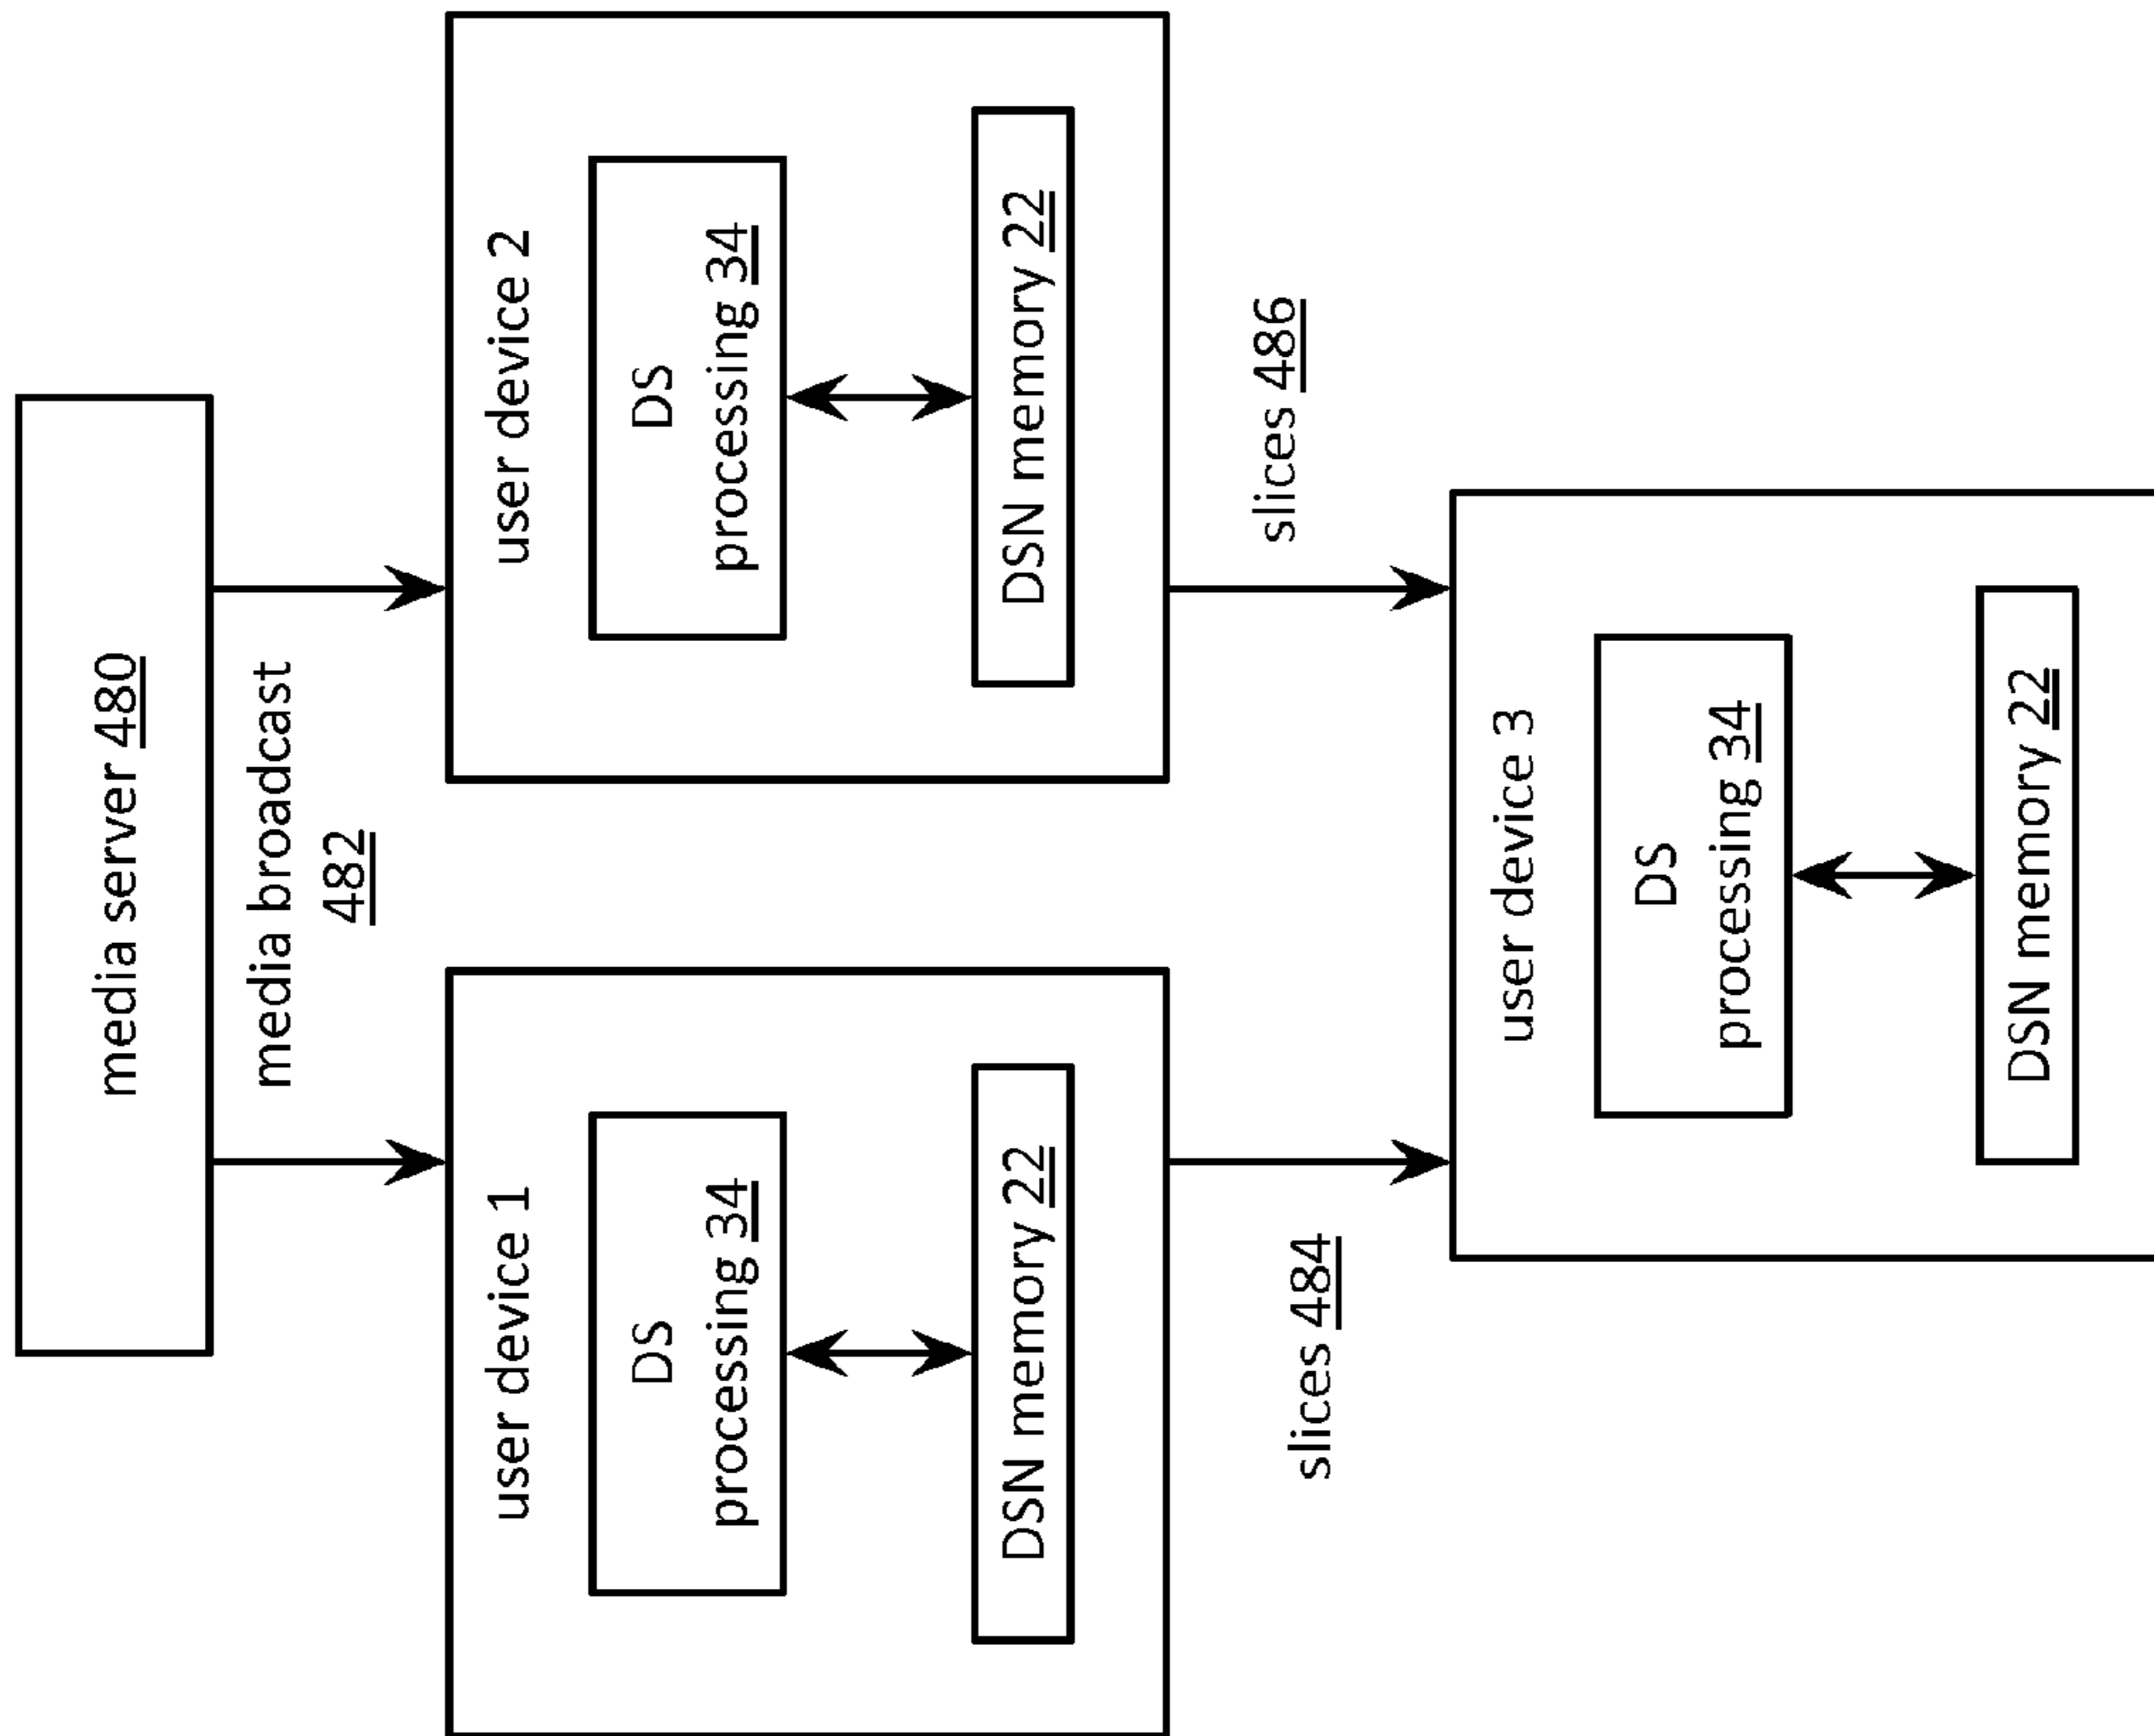 media server 480
media broadcast
482
user device 1
DS
processing 34
DSN memory 22
user device 2
DS
processing 34
DSN memory 22
slices 484
slices 486
user device 3
DS
processing 34
DSN memory 22